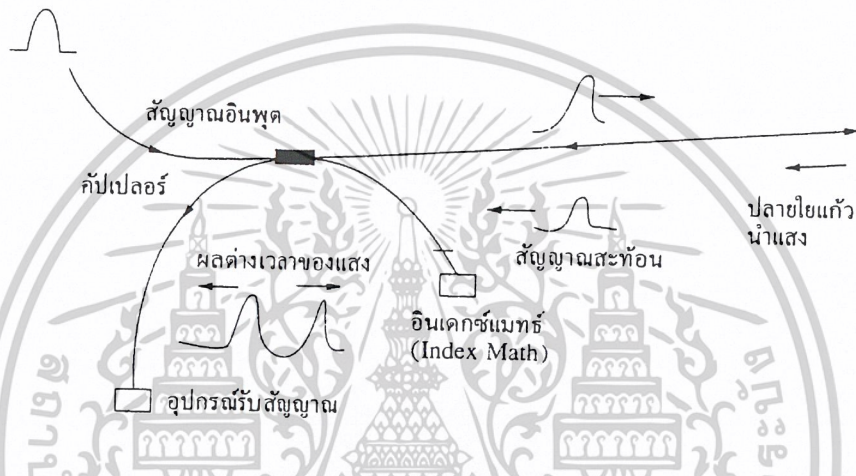 สัญญาณอินพุต
คัปเปลอร์
ปลายใยแก้ว
นำแสง
ผลต่างเวลาของแสง
สัญญาณสะท้อน
อินเดกซ์แมทธ์
(Index Math)
อุปกรณ์รับสัญญาณ